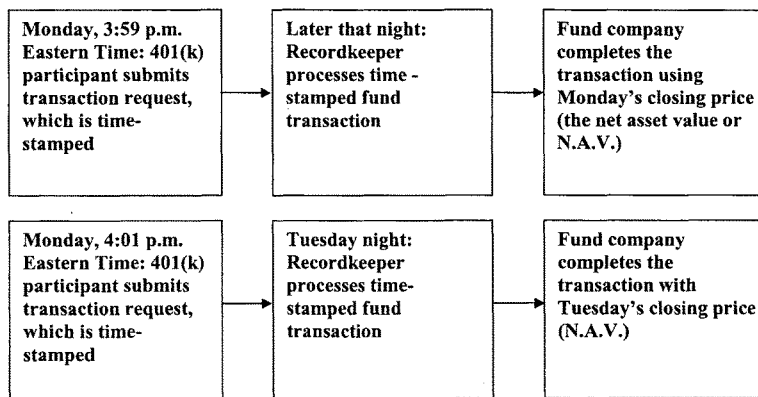 Monday, 3:59 p.m.
Eastern Time: 401(k)
participant submits
transaction request,
which is time-
stamped
Later that night:
Recordkeeper
processes time -
stamped fund
transaction
Fund company
completes the
transaction using
Monday's closing price
(the net asset value or
N.A.V.)
Monday, 4:01 p.m.
Eastern Time: 401(k)
participant submits
transaction request,
which is time-
stamped
Tuesday night:
Recordkeeper
processes time-
stamped fund
transaction
Fund company
completes the
transaction with
Tuesday's closing price
(N.A.V.)